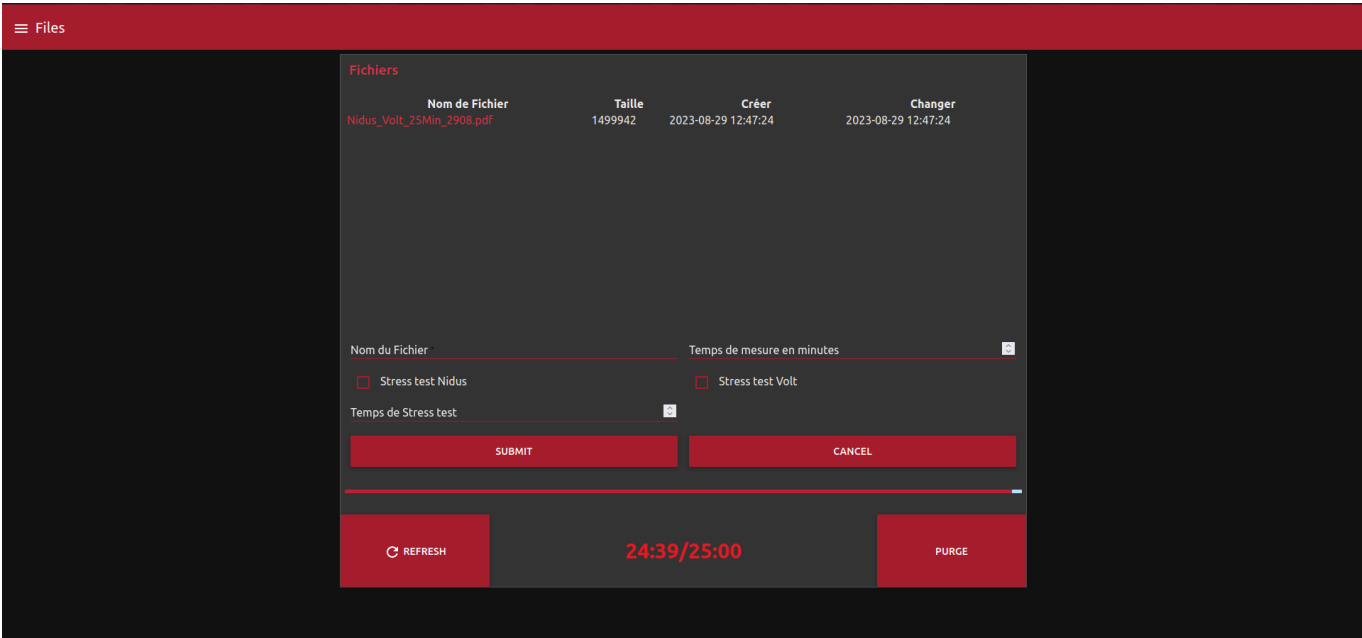 Files
Fichiers
Nom de Fichier Taille Créer Changer
Nidus_Volt_25Min_2908.pdf 1499942 2023-08-29 12:47:24 2023-08-29 12:47:24
Nom du Fichier Temps de mesure en minutes
Stress test Nidus Stress test Volt
Temps de Stress test
SUBMIT CANCEL
REFRESH 24:39/25:00 PURGE